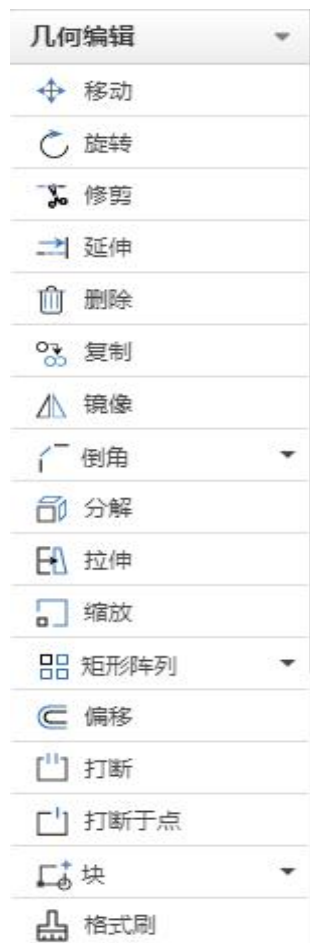 几何编辑
移动
旋转
修剪
延伸
删除
复制
镜像
倒角
分解
拉伸
缩放
矩形阵列
偏移
打断
打断于点
块
格式刷